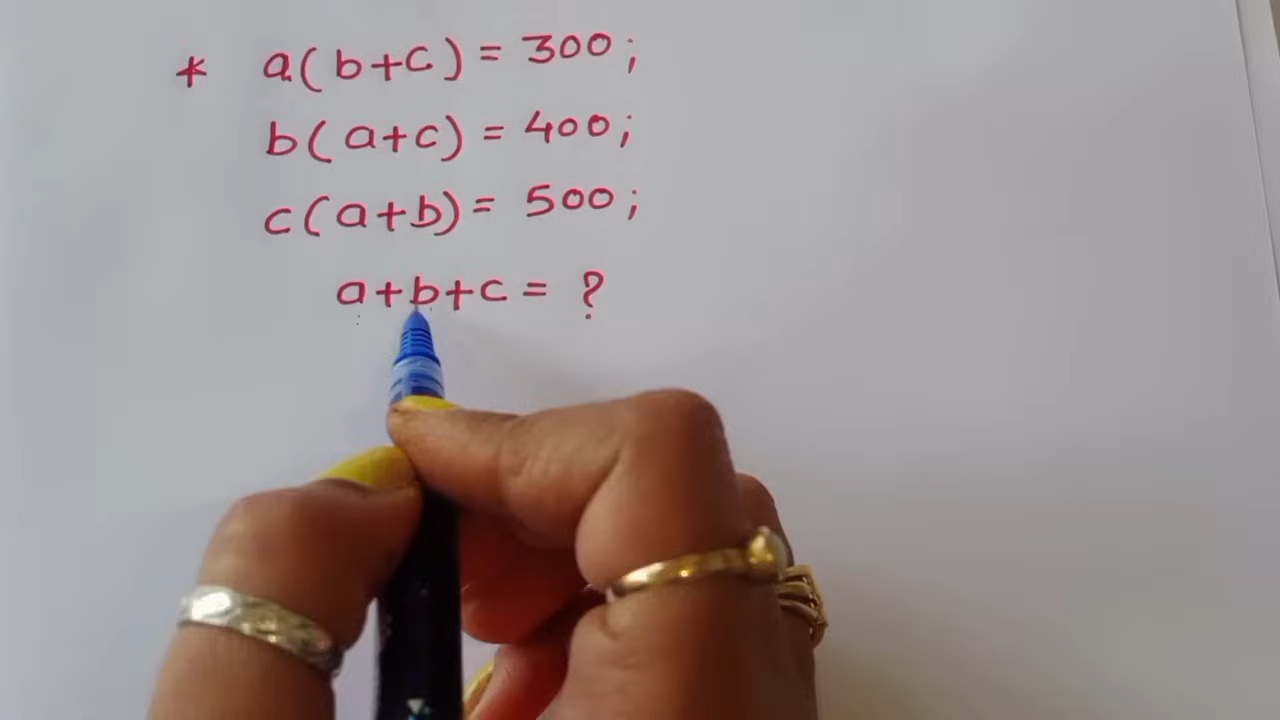 * a(b+c) = 300;
b(a+c) = 400;
c(a+b) = 500;
a+b+c = ?